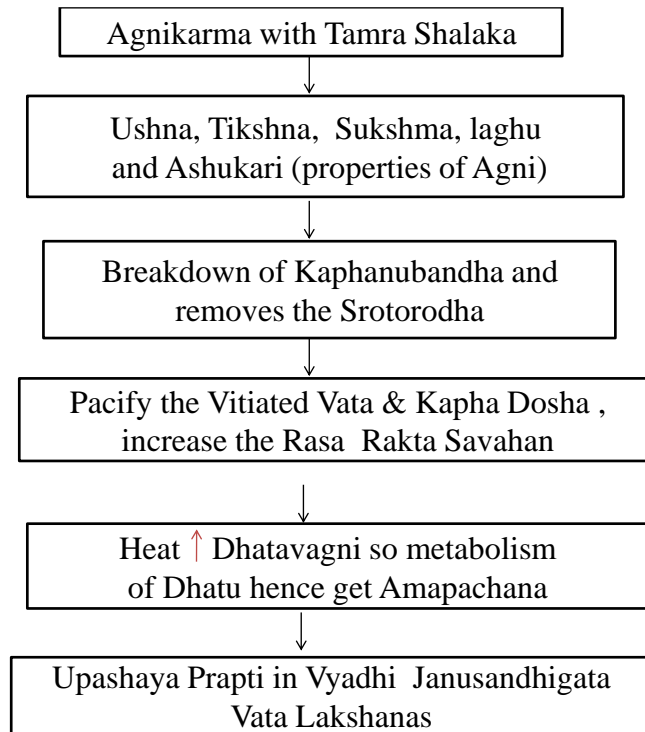 Agnikarma with Tamra Shalaka
Ushna, Tikshna, Sukshma, laghu
and Ashukari (properties of Agni)
Breakdown of Kaphanubandha and
removes the Srotorodha
Pacify the Vitiated Vata & Kapha Dosha ,
increase the Rasa Rakta Savahan
Heat ↑ Dhatavagni so metabolism
of Dhatu hence get Amapachana
Upashaya Prapti in Vyadhi Janusandhigata
Vata Lakshanas